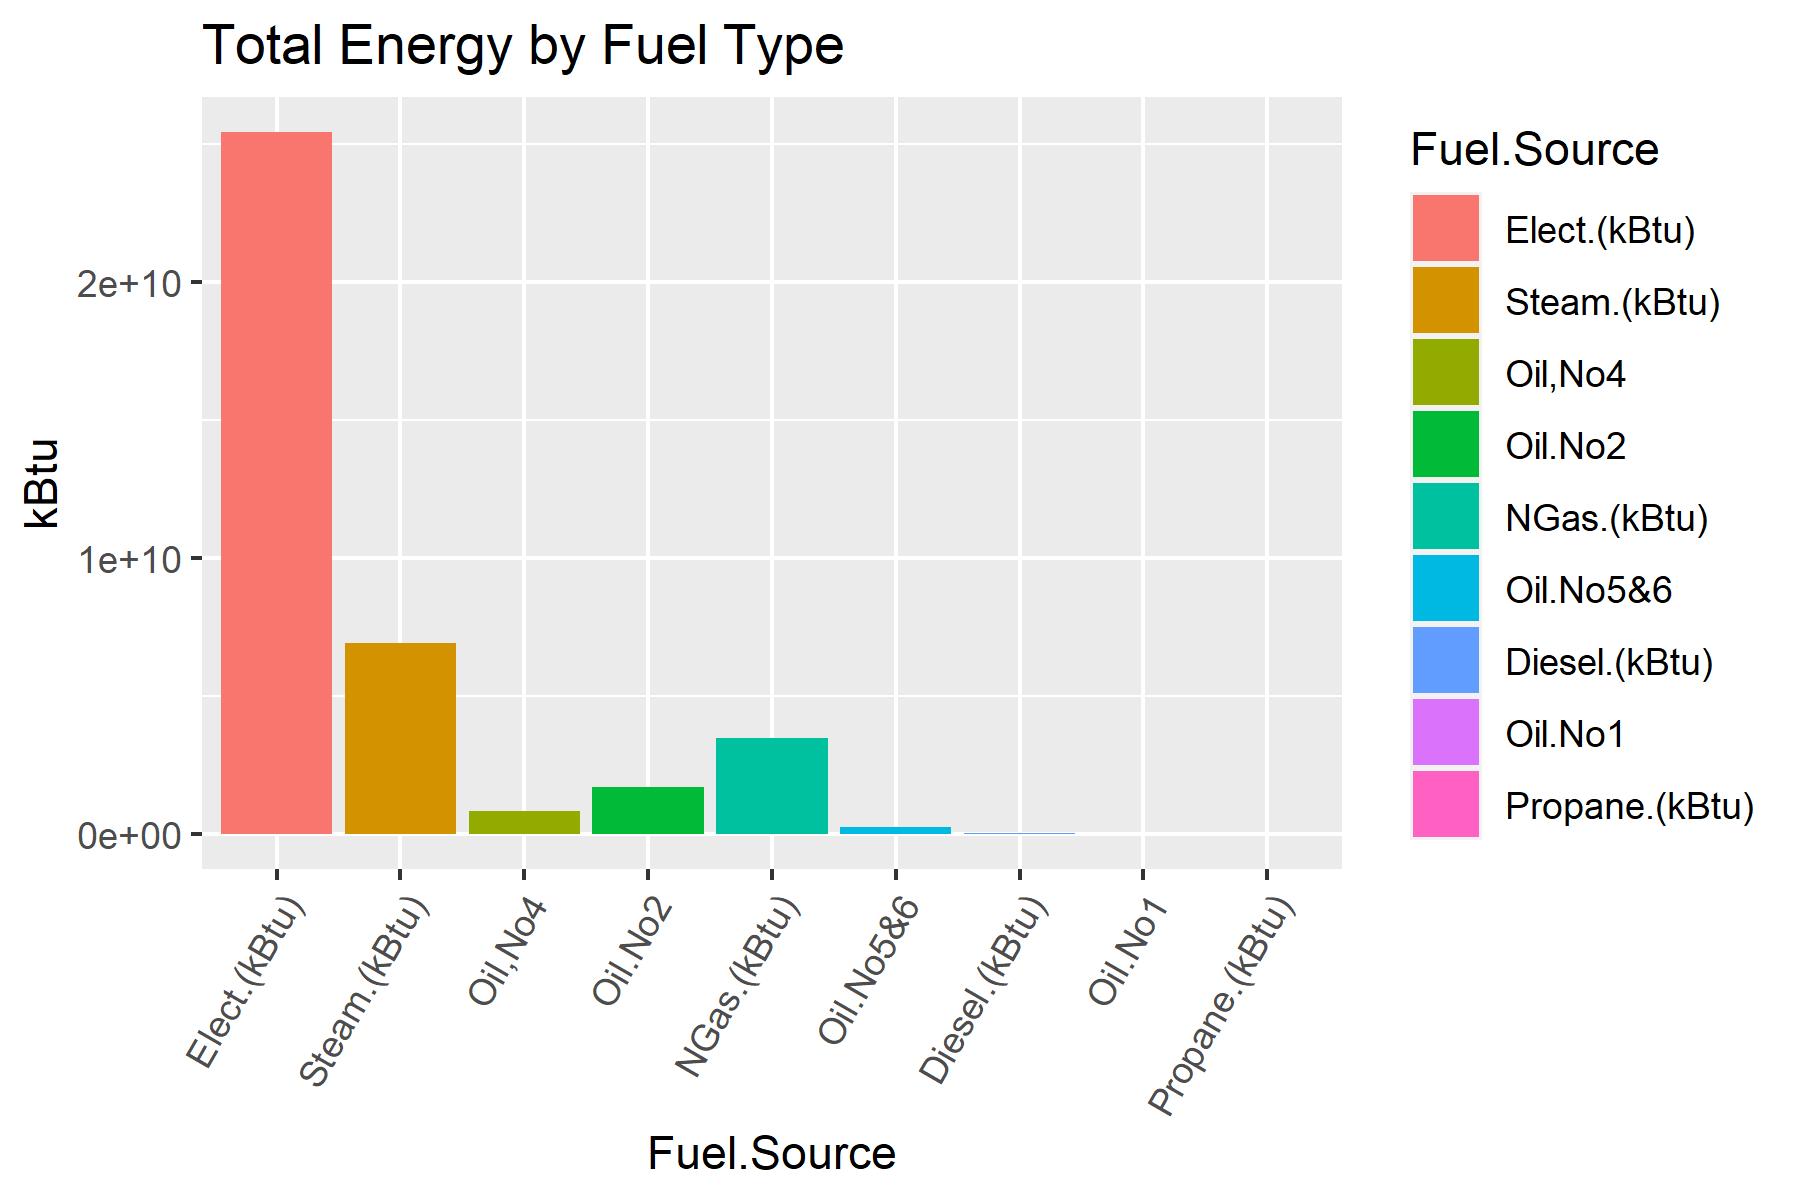 Total Energy by Fuel Type
kBtu
2e+10
1e+10
0e+00
Elect.(kBtu)
Steam.(kBtu)
Oil,No4
Oil.No2
NGas.(kBtu)
Oil.No5&6
Diesel.(kBtu)
Oil.No1
Propane.(kBtu)
Fuel.Source
Fuel.Source
Elect.(kBtu)
Steam.(kBtu)
Oil,No4
Oil.No2
NGas.(kBtu)
Oil.No5&6
Diesel.(kBtu)
Oil.No1
Propane.(kBtu)